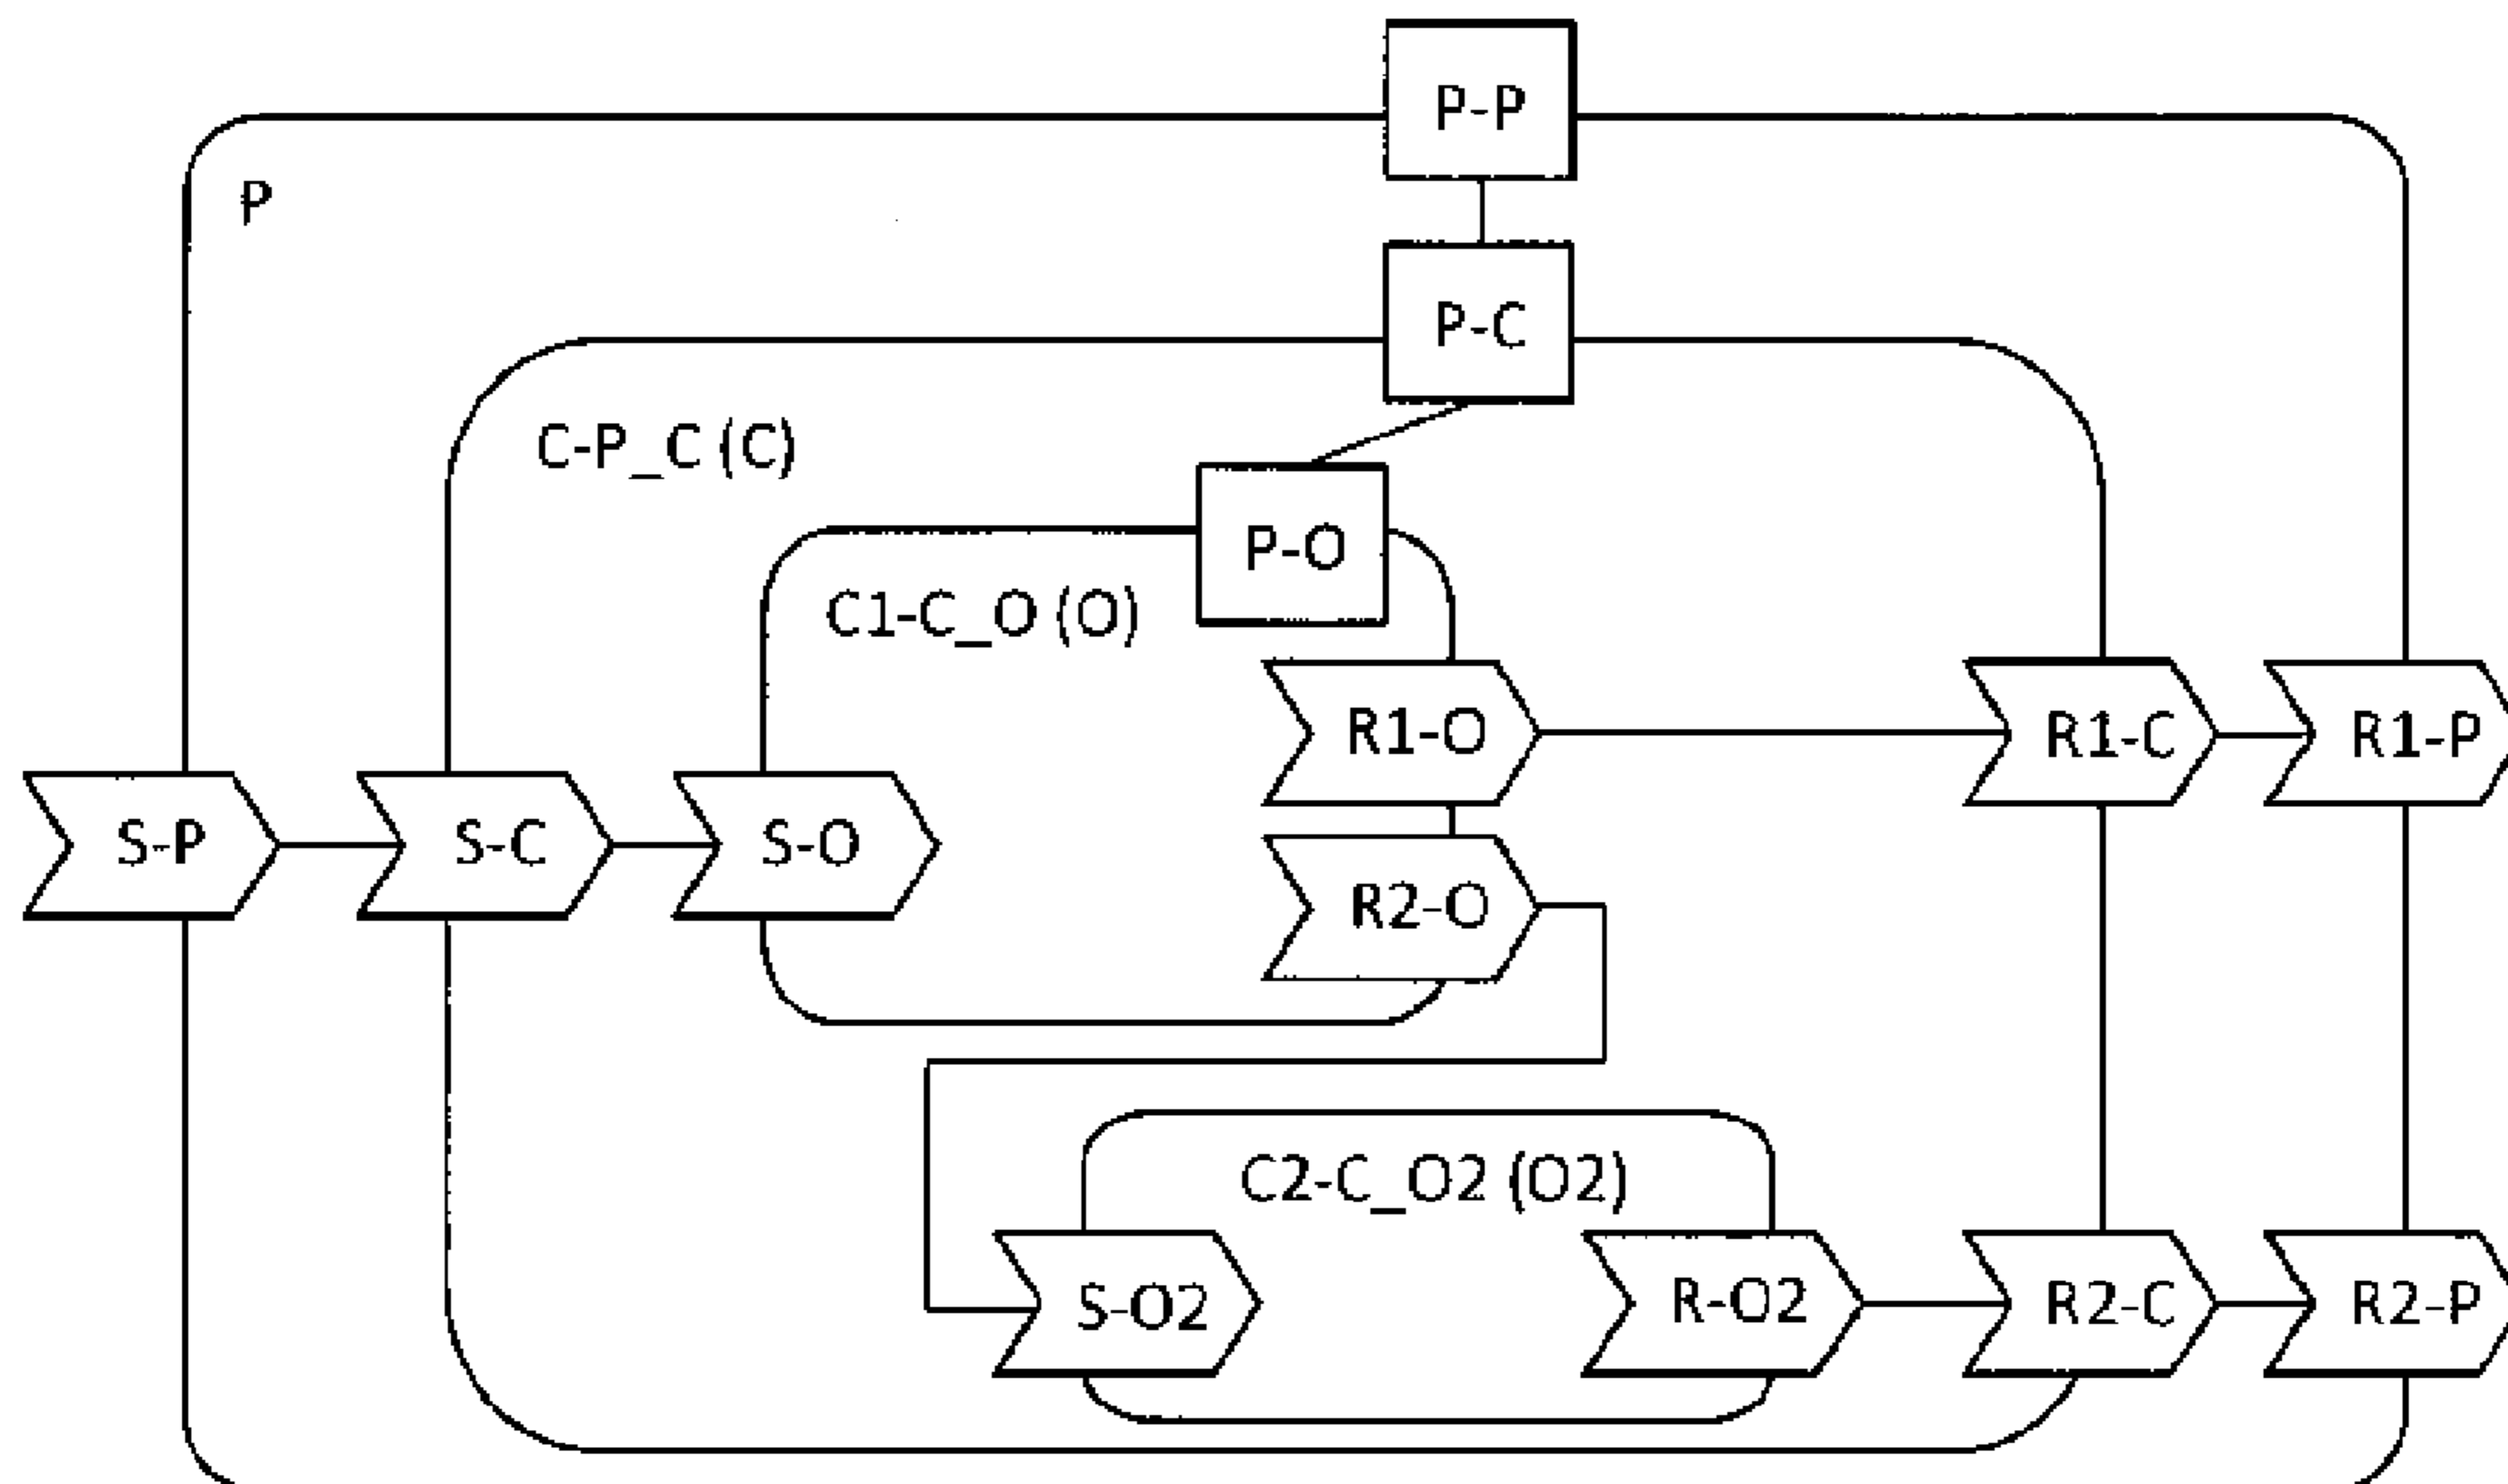 P-P
P
P-C
C-P_C (C)
P-O
C1-C_O (O)
R1-O
R1-C
R1-P
S-P
S-C
S-O
R2-O
C2-C_O2 (O2)
S-O2
R-O2
R2-C
R2-P